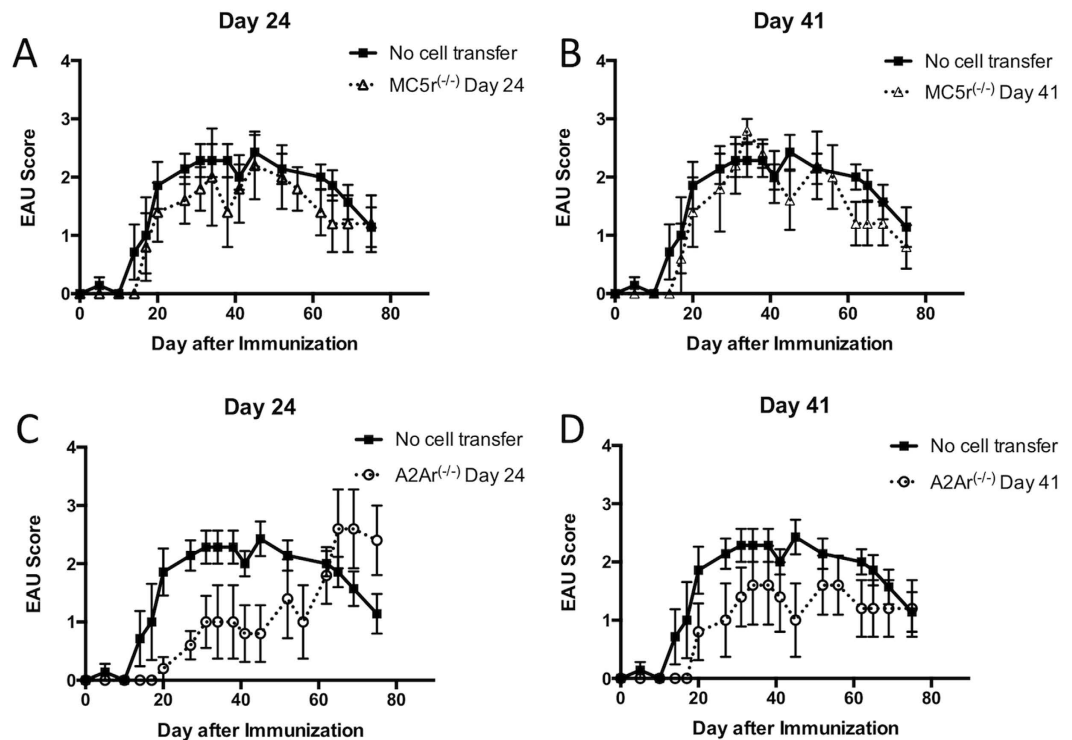 A
Day 24
No cell transfer
MC5r(-/-) Day 24
4
3
2
1
0
EAU Score
0 20 40 60 80
Day after Immunization
B
Day 41
No cell transfer
MC5r(-/-) Day 41
4
3
2
1
0
EAU Score
0 20 40 60 80
Day after Immunization
C
Day 24
No cell transfer
A2Ar(-/-) Day 24
4
3
2
1
0
EAU Score
0 20 40 60 80
Day after Immunization
D
Day 41
No cell transfer
A2Ar(-/-) Day 41
4
3
2
1
0
EAU Score
0 20 40 60 80
Day after Immunization